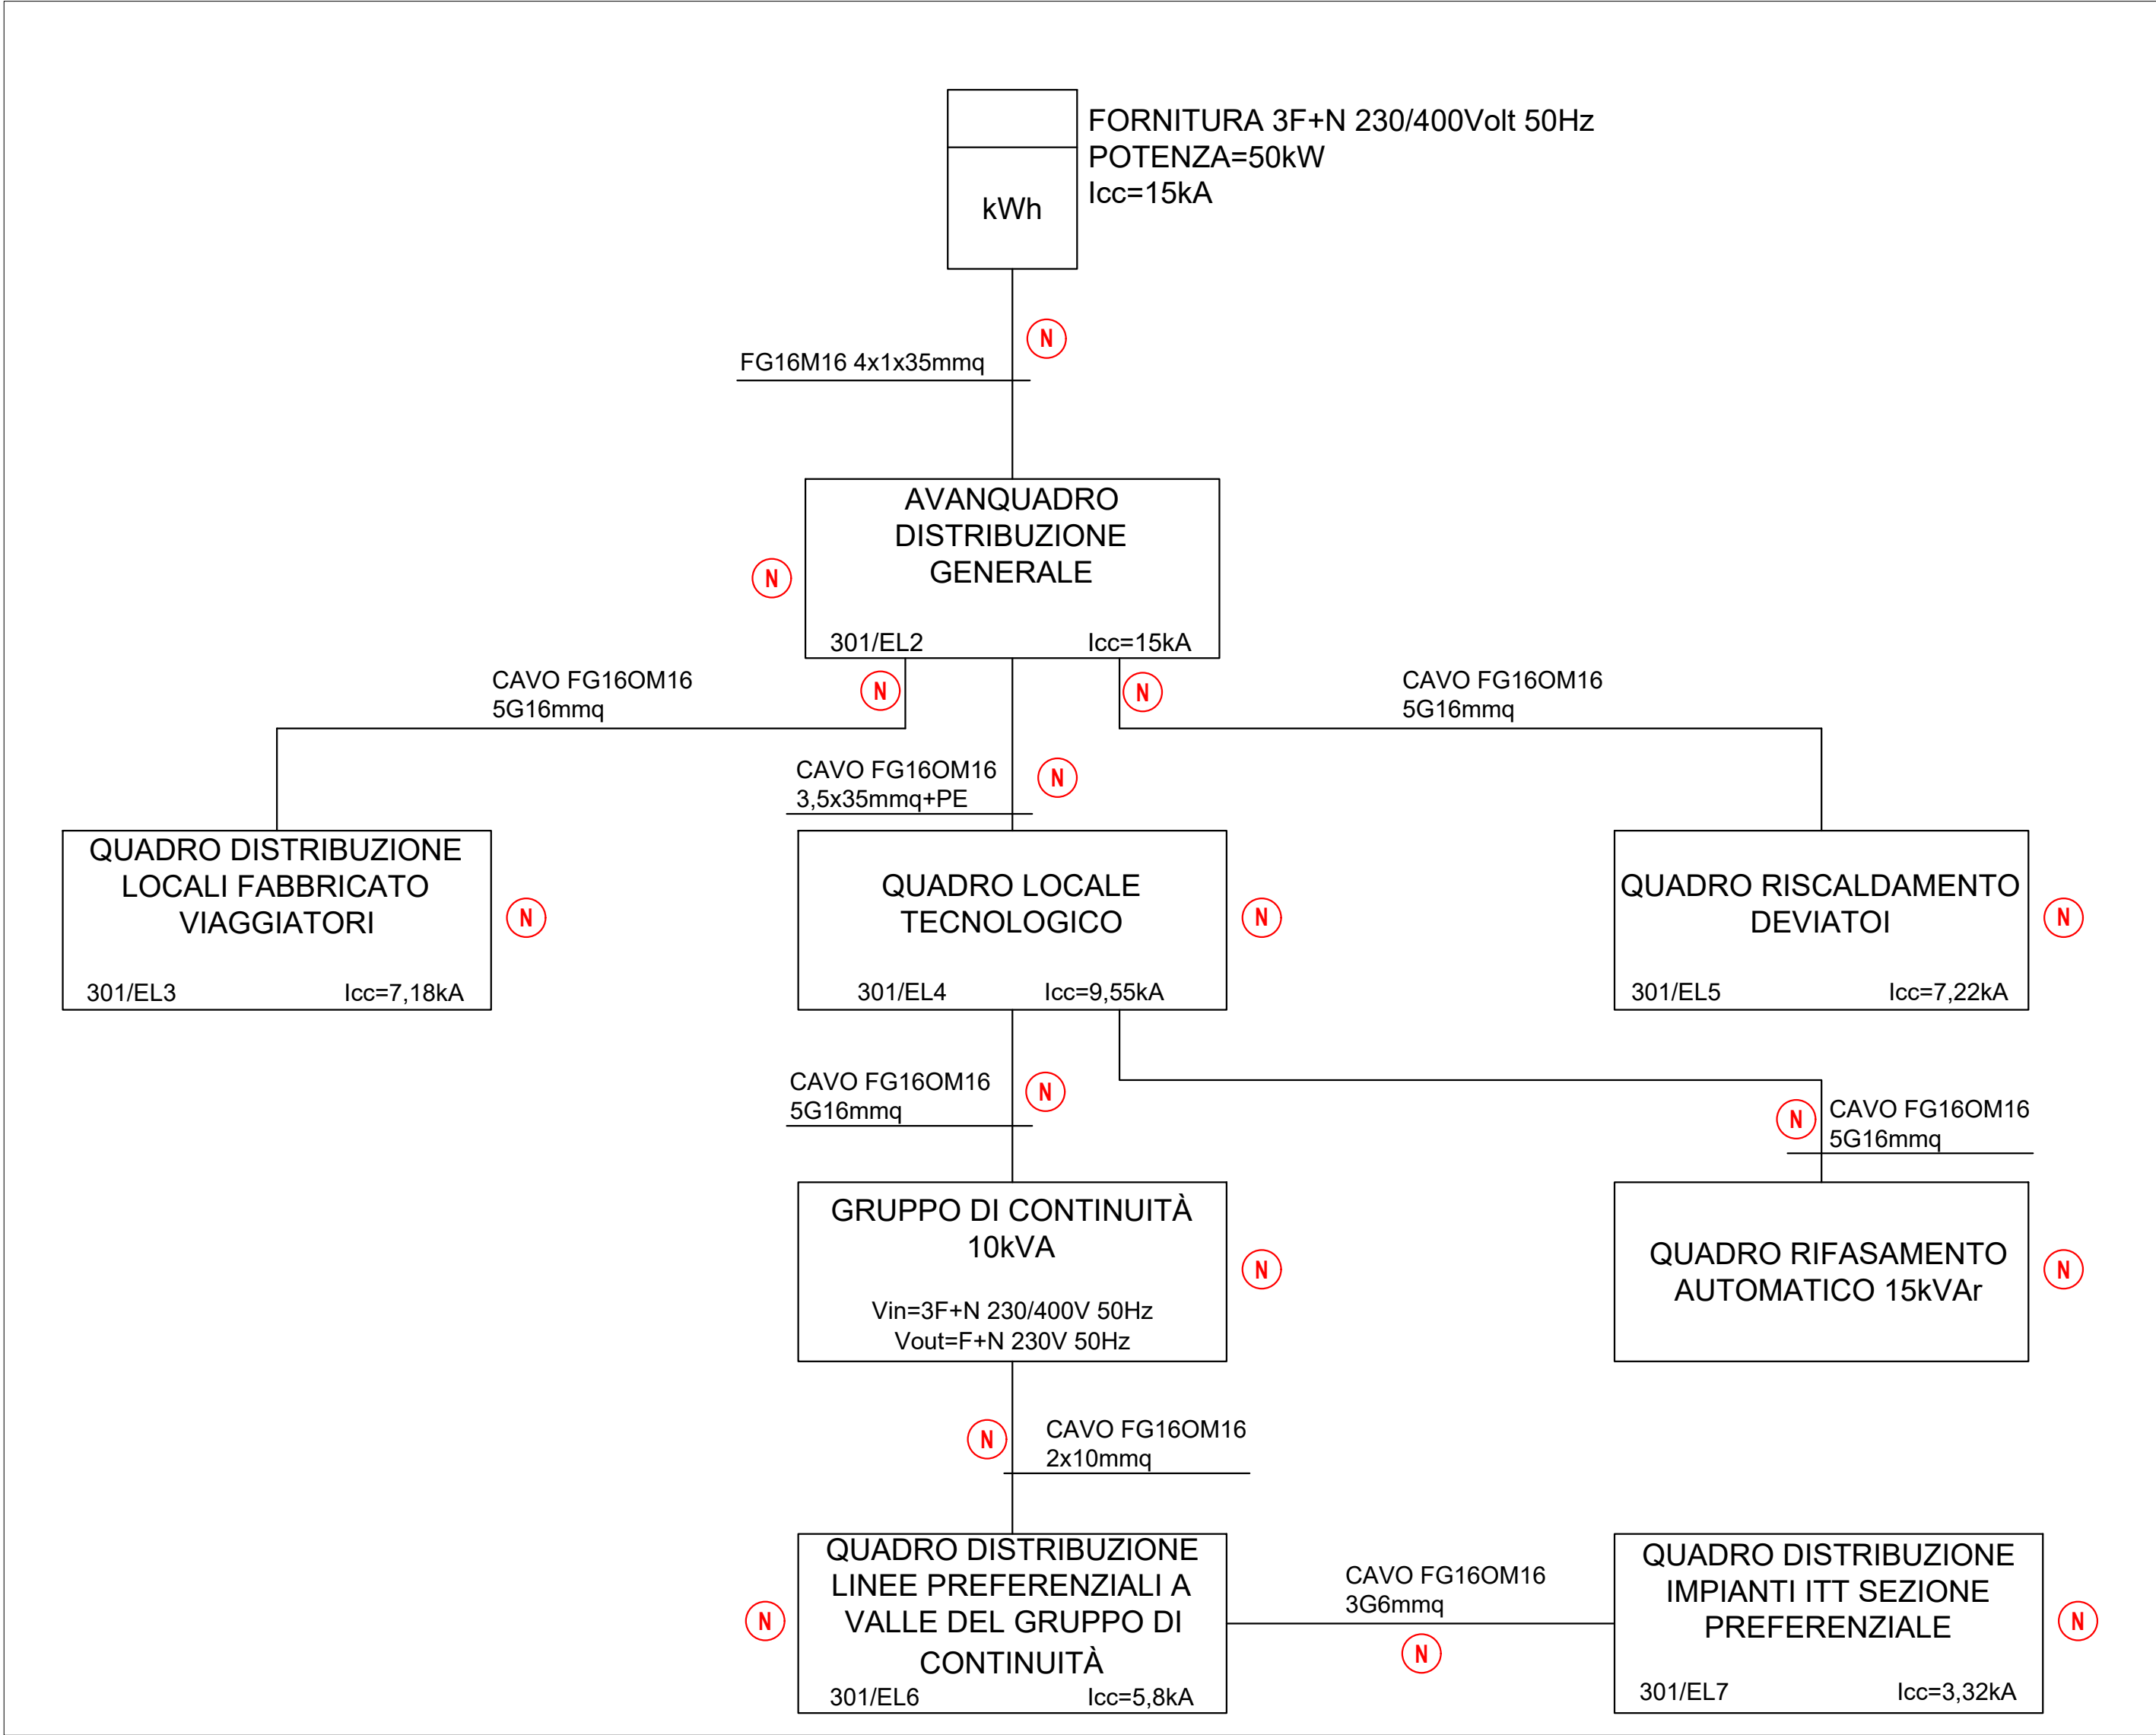 FORNITURA 3F+N 230/400Volt 50Hz
POTENZA=50kW
Icc=15kA
kWh
N
FG16M16 4x1x35mmq
AVANQUADRO
DISTRIBUZIONE
GENERALE
N
301/EL2 Icc=15kA
CAVO FG16OM16
5G16mmq
N
N
CAVO FG16OM16
5G16mmq
CAVO FG16OM16
3,5x35mmq+PE
N
QUADRO DISTRIBUZIONE
LOCALI FABBRICATO
VIAGGIATORI
301/EL3 Icc=7,18kA
N
QUADRO LOCALE
TECNOLOGICO
301/EL4 Icc=9,55kA
N
QUADRO RISCALDAMENTO
DEVIATOI
301/EL5 Icc=7,22kA
N
CAVO FG16OM16
5G16mmq
N
N
CAVO FG16OM16
5G16mmq
GRUPPO DI CONTINUITÀ
10kVA
Vin=3F+N 230/400V 50Hz
Vout=F+N 230V 50Hz
N
QUADRO RIFASAMENTO
AUTOMATICO 15kVAr
N
N
CAVO FG16OM16
2x10mmq
N
QUADRO DISTRIBUZIONE
LINEE PREFERENZIALI A
VALLE DEL GRUPPO DI
CONTINUITÀ
301/EL6 Icc=5,8kA
CAVO FG16OM16
3G6mmq
N
QUADRO DISTRIBUZIONE
IMPIANTI ITT SEZIONE
PREFERENZIALE
301/EL7 Icc=3,32kA
N